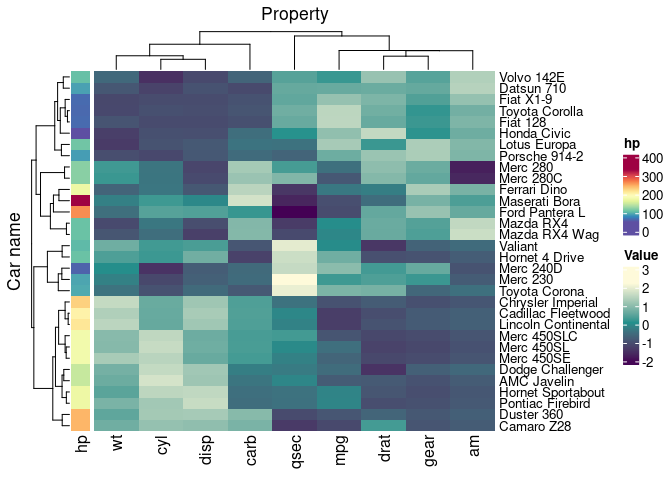 Property
Car name
Volvo 142E
Datsun 710
Fiat X1-9
Toyota Corolla
Fiat 128
Honda Civic
Lotus Europa
Porsche 914-2
Merc 280
Merc 280C
Ferrari Dino
Maserati Bora
Ford Pantera L
Mazda RX4
Mazda RX4 Wag
Valiant
Hornet 4 Drive
Merc 240D
Merc 230
Toyota Corona
Chrysler Imperial
Cadillac Fleetwood
Lincoln Continental
Merc 450SLC
Merc 450SL
Merc 450SE
Dodge Challenger
AMC Javelin
Hornet Sportabout
Pontiac Firebird
Duster 360
Camaro Z28
hp wt cyl disp carb qsec mpg drat gear am
hp
400
300
200
100
0
Value
3
2
1
0
-1
-2